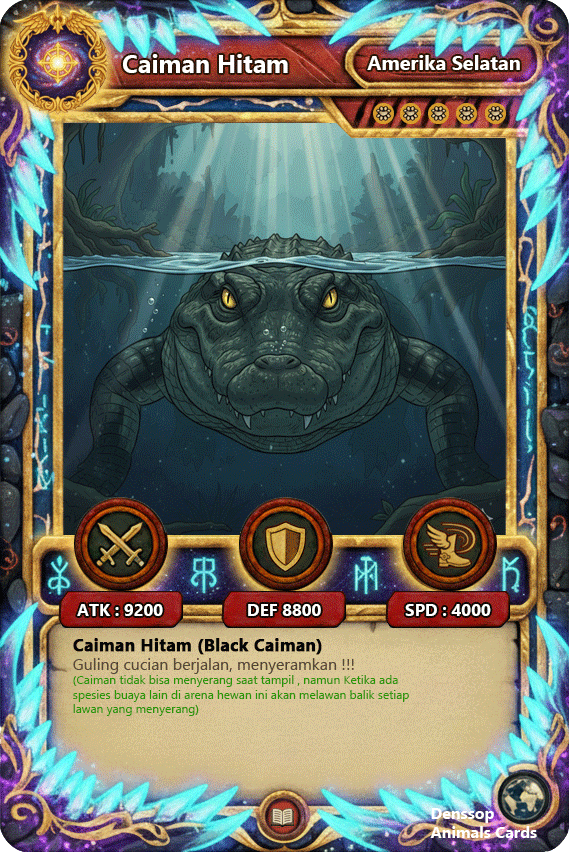 Caiman Hitam
Amerika Selatan
ATK : 9200
DEF 8800
SPD : 4000
Caiman Hitam (Black Caiman)
Guling cucian berjalan, menyeramkan !!!
(Caiman tidak bisa menyerang saat tampil , namun Ketika ada
spesies buaya lain di arena hewan ini akan melawan balik setiap
lawan yang menyerang)
Denssop
Animals Cards